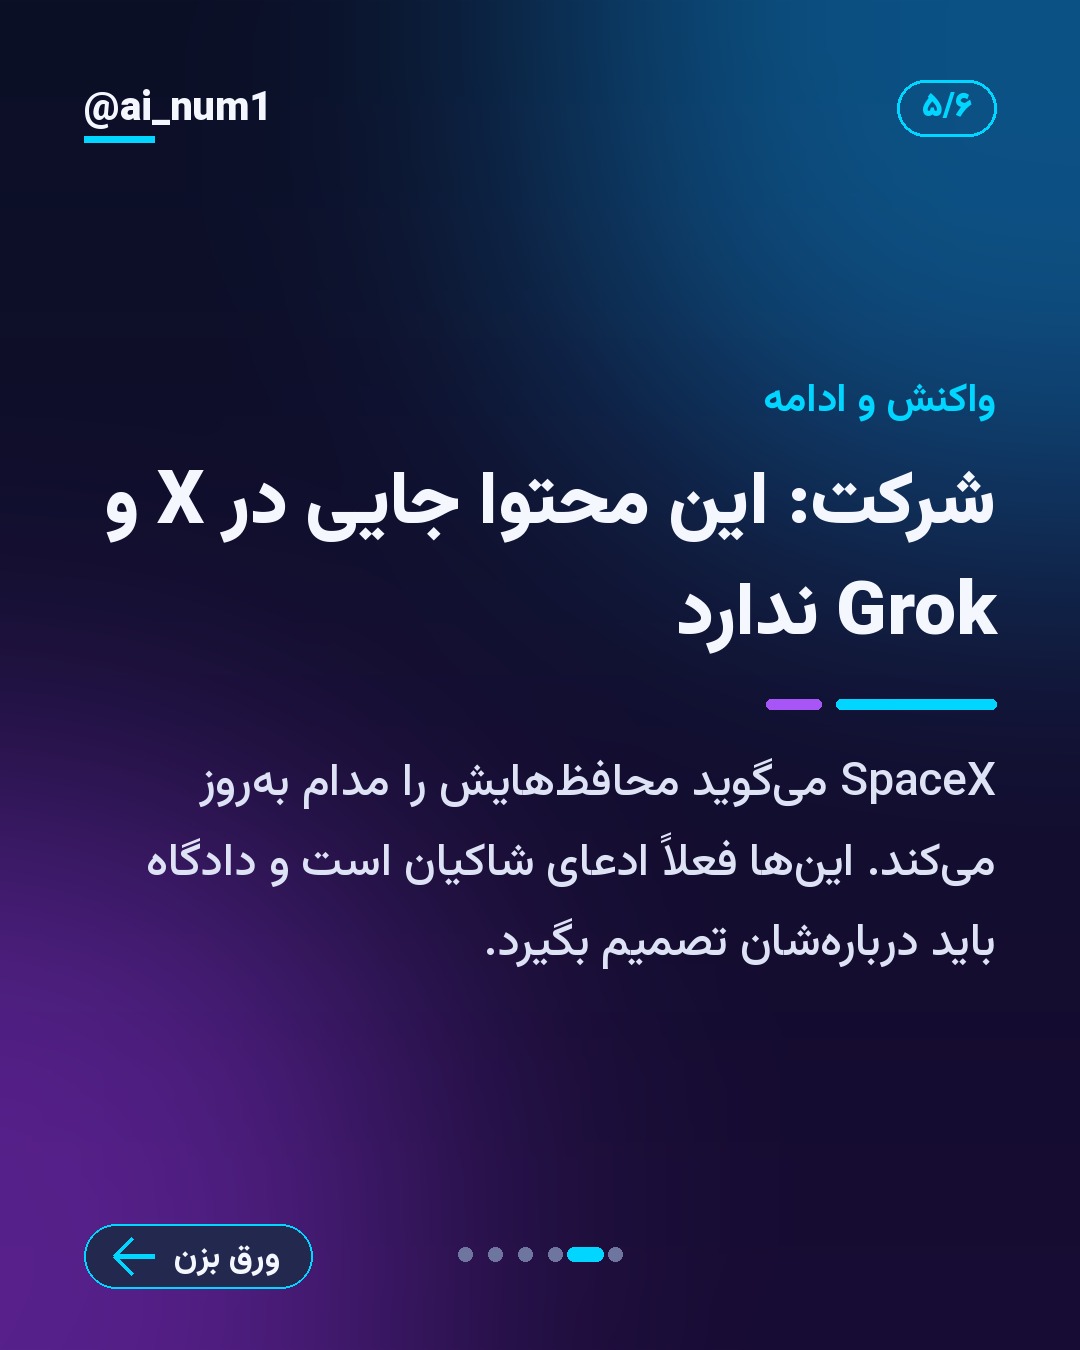 @ai_num1
۵/۶
واکنش و ادامه
شرکت: این محتوا جایی در X و
Grok ندارد
SpaceX می‌گوید محافظ‌هایش را مدام به‌روز
می‌کند. این‌ها فعلاً ادعای شاکیان است و دادگاه
باید درباره‌شان تصمیم بگیرد.
ورق بزن